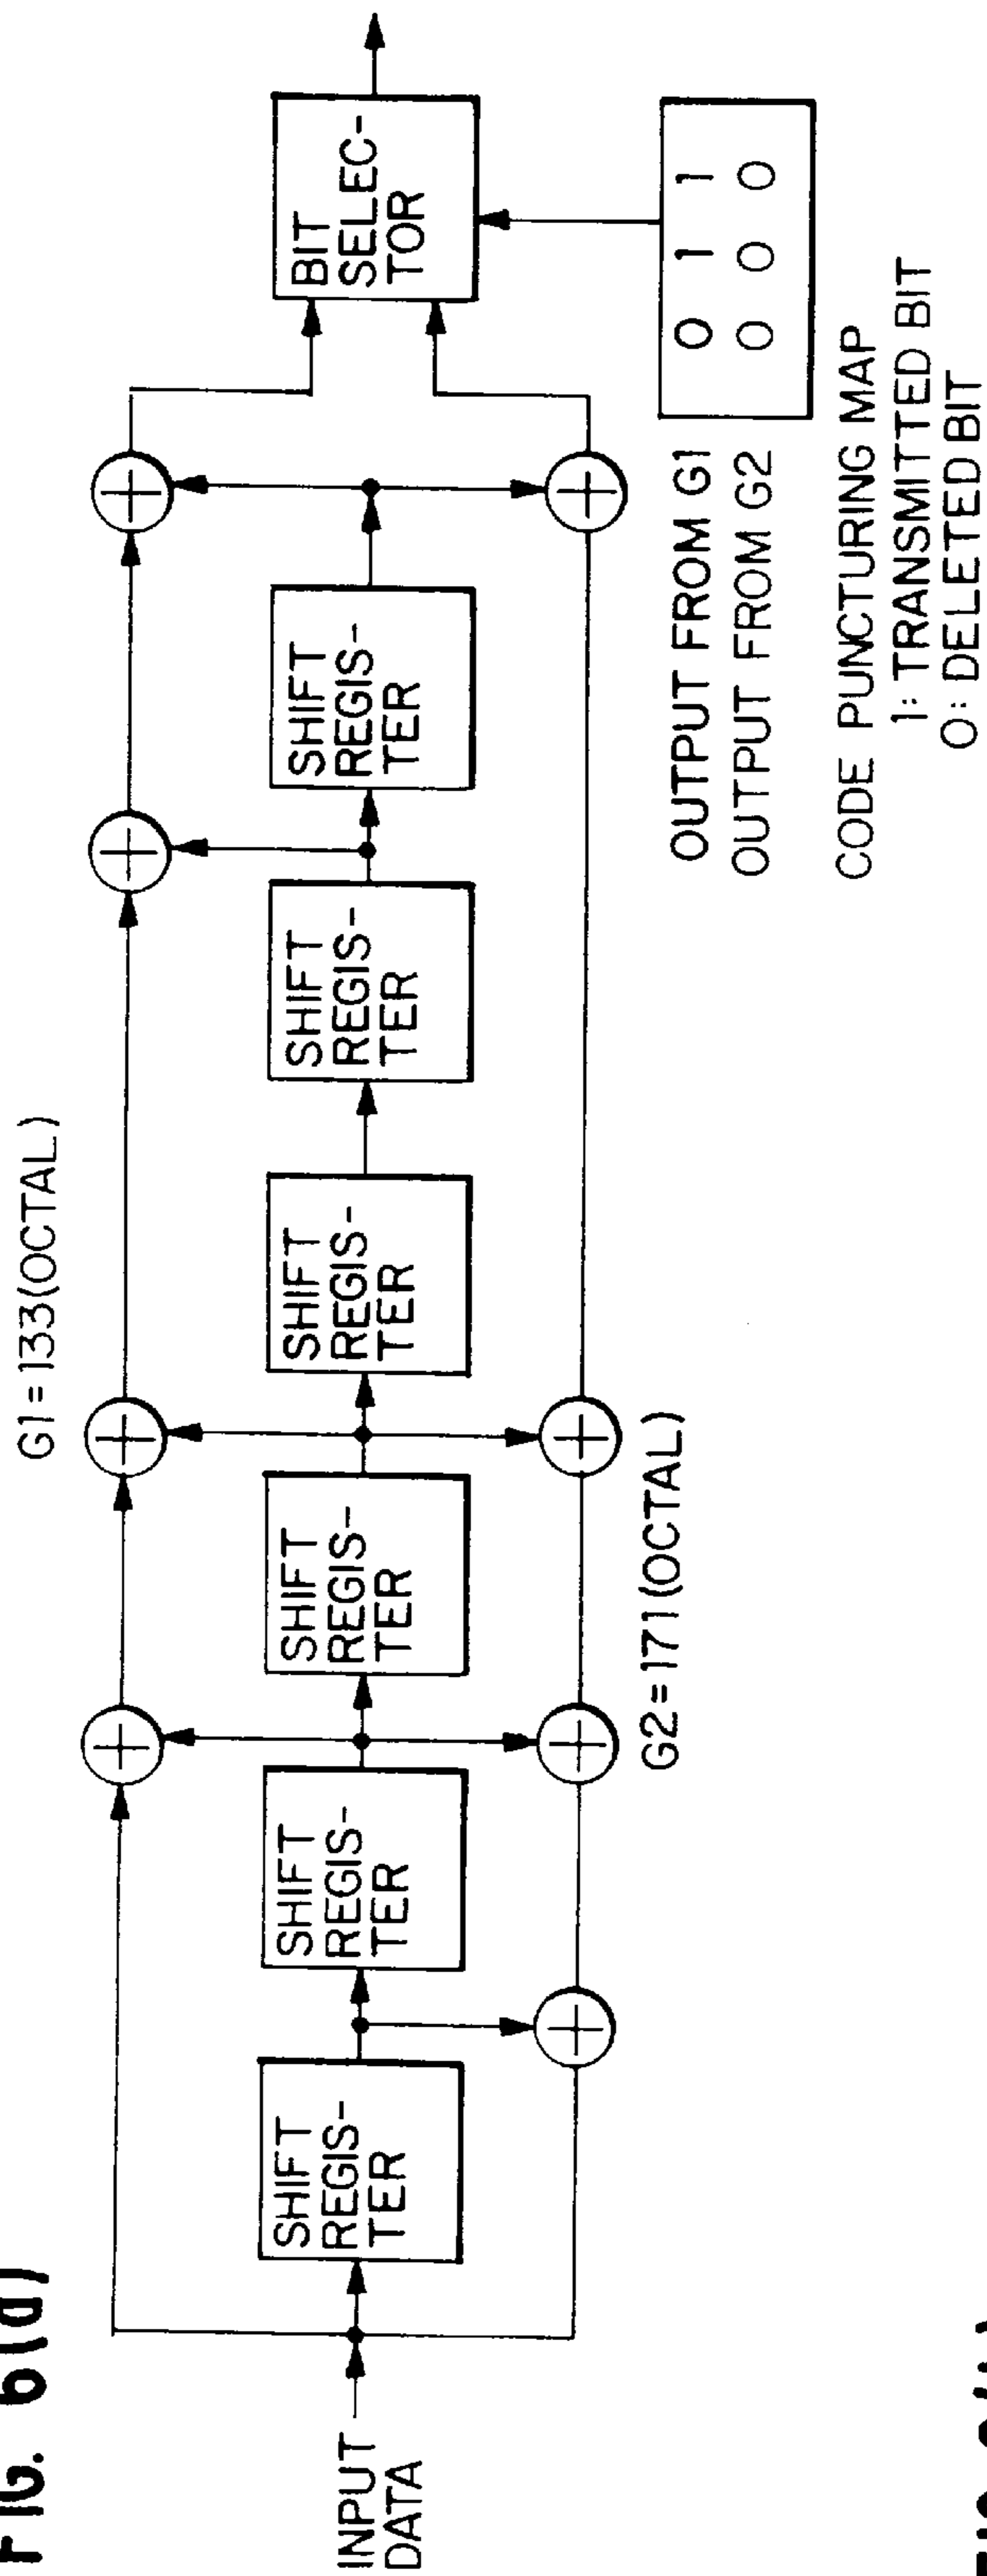 FIG. 6(a)
G1=133(OCTAL)
INPUT
DATA
SHIFT
REGIS-
TER
SHIFT
REGIS-
TER
SHIFT
REGIS-
TER
SHIFT
REGIS-
TER
SHIFT
REGIS-
TER
SHIFT
REGIS-
TER
BIT
SELEC-
TOR
G2=171(OCTAL)
OUTPUT FROM G1 0 1 1
OUTPUT FROM G2 0 0 0
CODE PUNCTURING MAP
1: TRANSMITTED BIT
0: DELETED BIT